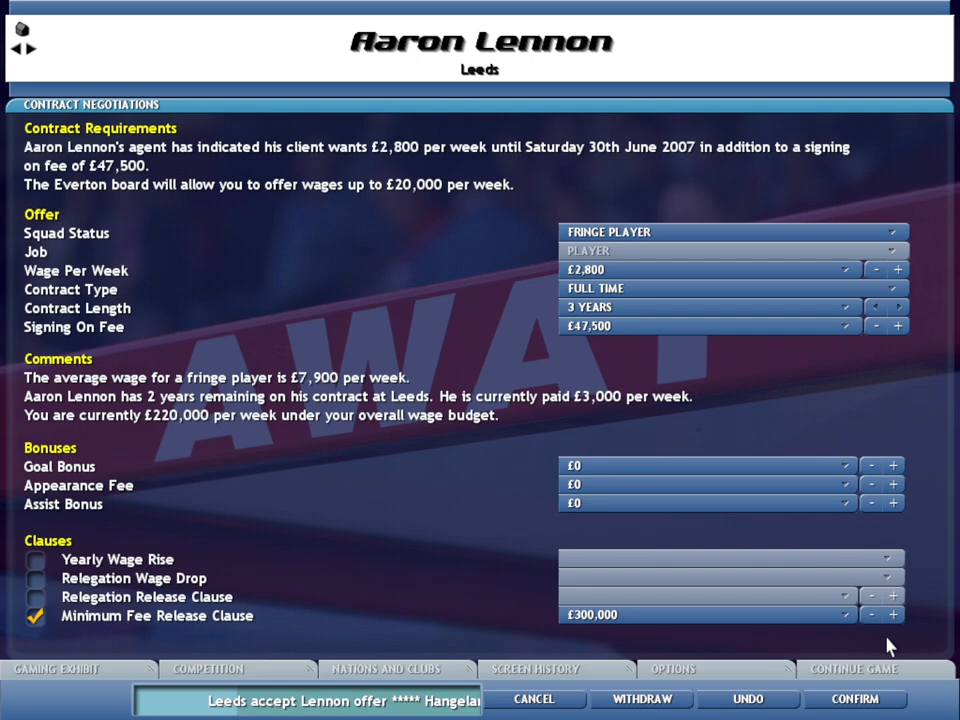 Aaron Lennon
Leeds
CONTRACT NEGOTIATIONS
Contract Requirements
Aaron Lennon's agent has indicated his client wants £2,800 per week until Saturday 30th June 2007 in addition to a signing
on fee of £47,500.
The Everton board will allow you to offer wages up to £20,000 per week.
Offer
Squad Status FRINGE PLAYER
Job PLAYER
Wage Per Week £2,800 - +
Contract Type FULL TIME
Contract Length 3 YEARS
Signing On Fee £47,500 - +
AWAY
Comments
The average wage for a fringe player is £7,900 per week.
Aaron Lennon has 2 years remaining on his contract at Leeds. He is currently paid £3,000 per week.
You are currently £220,000 per week under your overall wage budget.
Bonuses
Goal Bonus £0 - +
Appearance Fee £0 - +
Assist Bonus £0 - +
Clauses
Yearly Wage Rise
Relegation Wage Drop
Relegation Release Clause - +
Minimum Fee Release Clause £300,000 - +
GAMING EXHIBIT COMPETITION NATIONS AND CLUBS SCREEN HISTORY OPTIONS CONTINUE GAME
Leeds accept Lennon offer ***** Hangelan CANCEL WITHDRAW UNDO CONFIRM